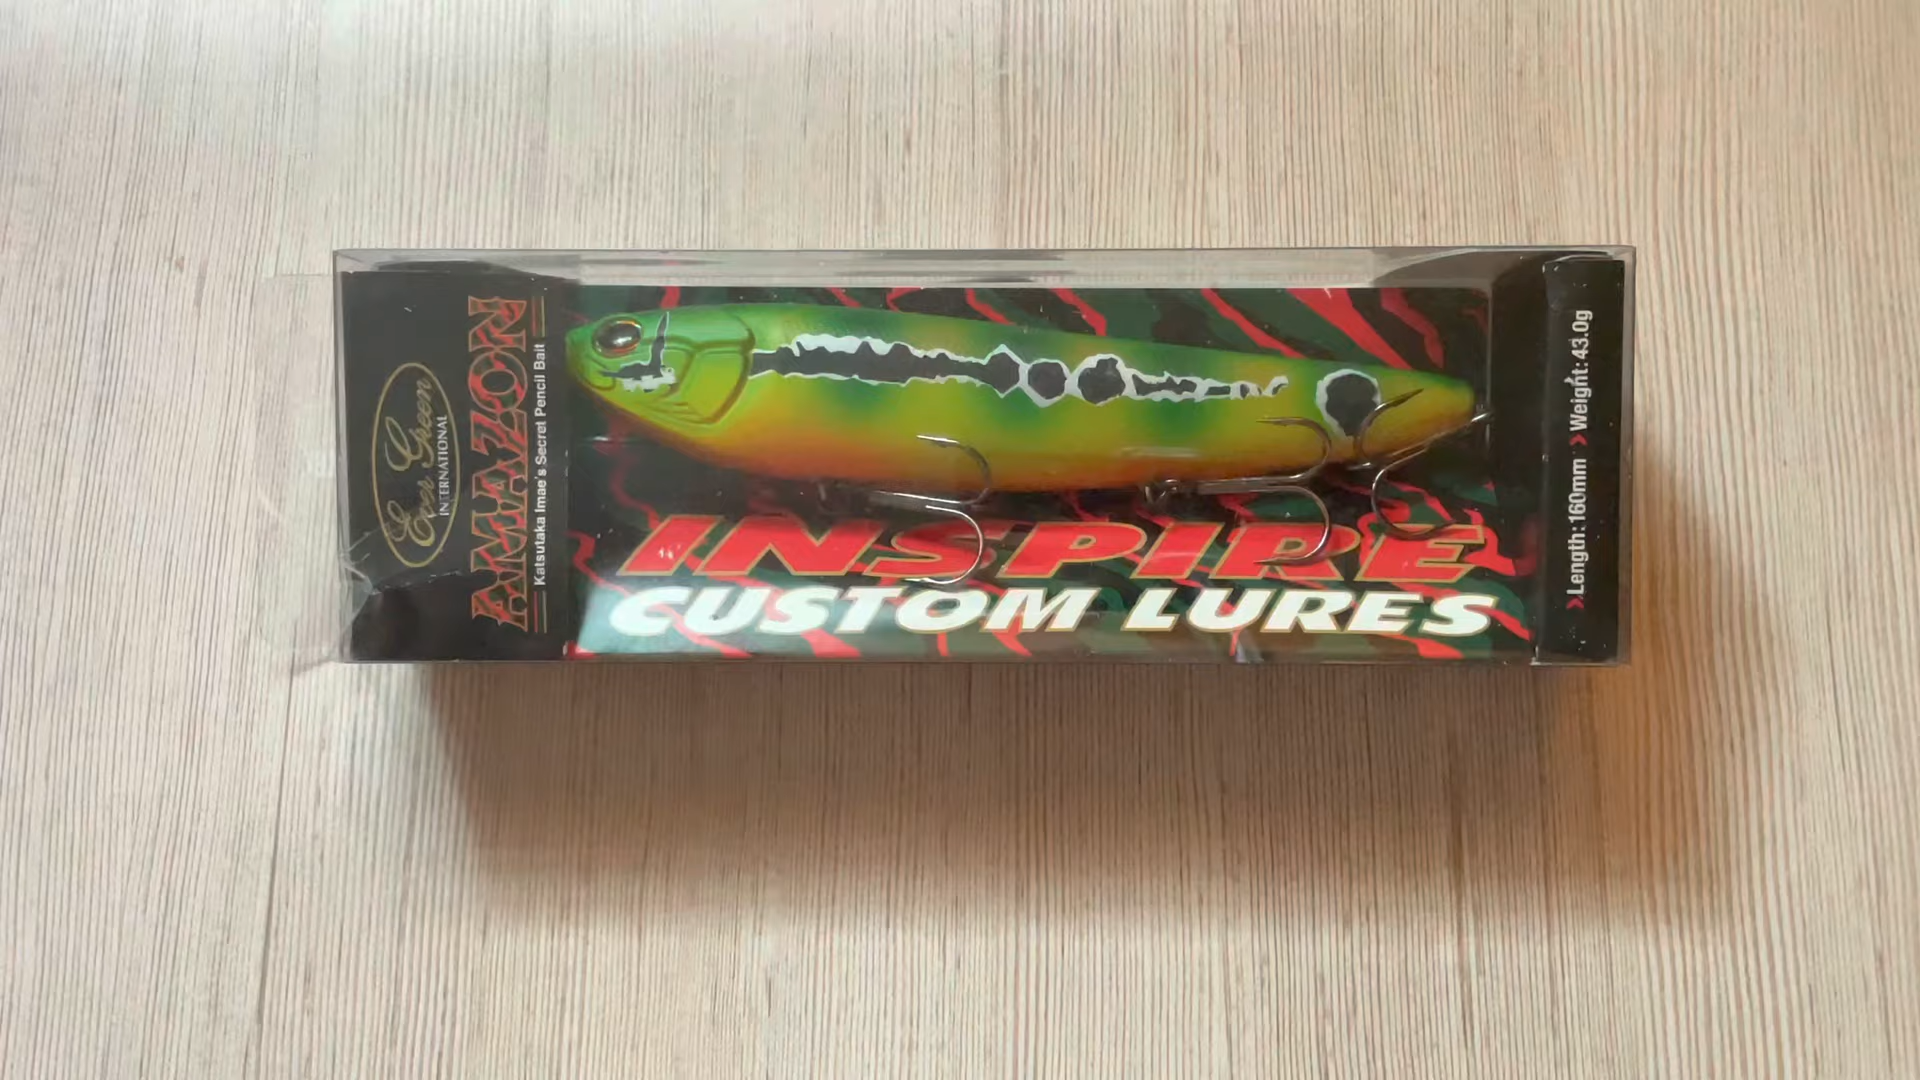 Ever Green
INTERNATIONAL
AMAZON
Katsutaka Imae's Secret Pencil Bait
INSPIRE
CUSTOM LURES
Length:160mm Weight:43.0g